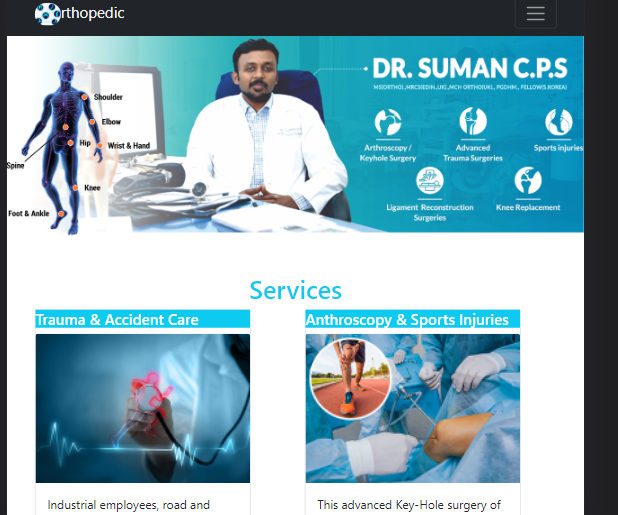 rthopedic
DR. SUMAN C.P.S
MS(ORTHO).,MRCS(EDIN.,UK).,MCH ORTHO(UK)., PGDHM., FELLOW(S.KOREA)
Shoulder
Elbow
Hip
Wrist & Hand
Spine
Knee
Foot & Ankle
Arthroscopy /
Keyhole Surgery
Advanced
Trauma Surgeries
Sports injuries
Ligament Reconstruction
Surgeries
Knee Replacement
Services
Trauma & Accident Care
Anthroscopy & Sports Injuries
Industrial employees, road and
This advanced Key-Hole surgery of